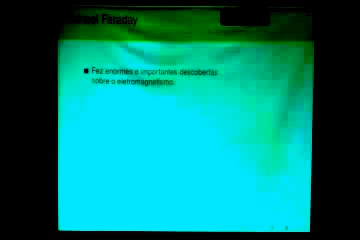 Faraday
Fez enormes e importantes descobertas
sobre o eletromagnetismo.